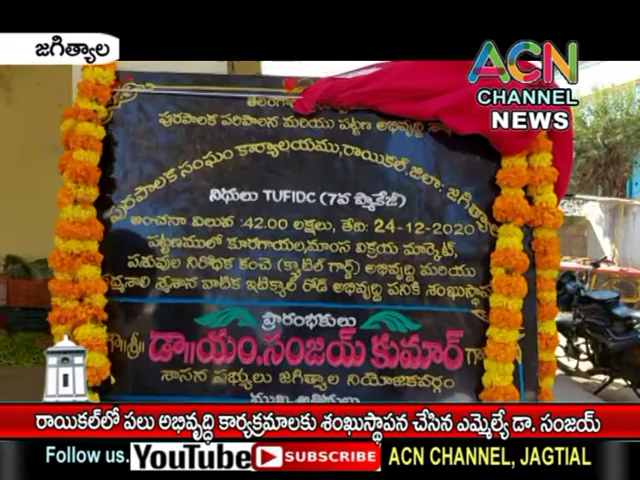 జగిత్యాల
ACN
CHANNEL
NEWS
పురపాలక పరిపాలన మరియు పట్టణ అభివృద్ధి
పురపాలక సంఘం కార్యాలయము, రాయికల్, జిల్లా: జగిత్యాల
నిధులు TUFIDC (7వ ప్యాకేజీ)
అంచనా విలువ :42.00 లక్షలు, తేది: 24-12-2020
పట్టణములో కూరగాయల,మాంస విక్రయ మార్కెట్,
పశువుల నిరోధిక కంచె (క్యాటిల్ గార్డ్) అభివృద్ధి మరియు
శ్మశాన వాటిక ఇటిక్యాల్ రోడ్ అభివృద్ధి పనికి
ప్రారంభకులు
గౌ||శ్రీ|| డా||యం.సంజయ్ కుమార్
శాసన సభ్యులు జగిత్యాల నియోజకవర్గం
రాయికల్‌లో పలు అభివృద్ధి కార్యక్రమాలకు శంఖుస్థాపన చేసిన ఎమ్మెల్యే డా. సంజయ్
Follow us. YouTube SUBSCRIBE ACN CHANNEL, JAGTIAL